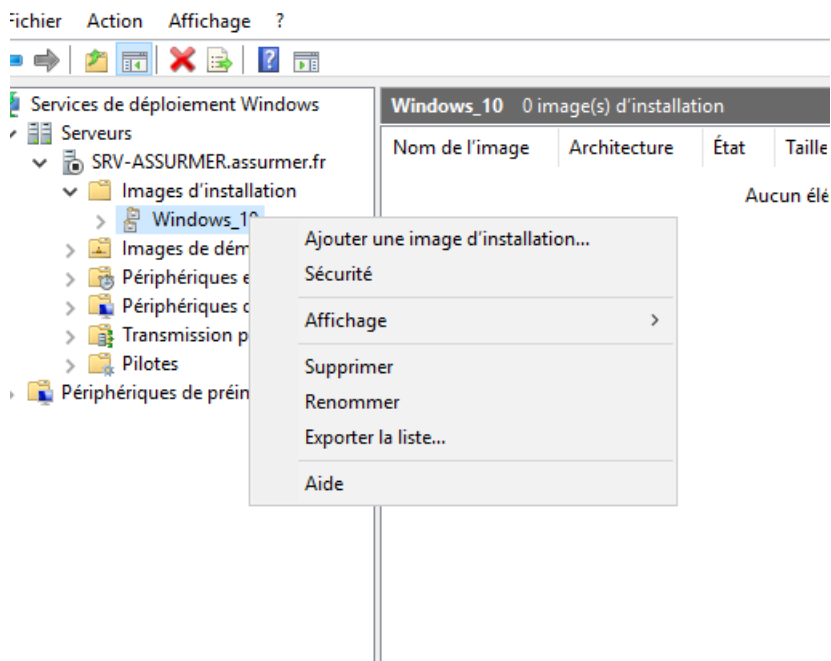 Fichier Action Affichage ?
Services de déploiement Windows
Serveurs
SRV-ASSURMER.assurmer.fr
Images d'installation
Windows_10
Images de dém
Périphériques e
Périphériques
Transmission p
Pilotes
Périphériques de préin
Windows_10 0 image(s) d'installation
Nom de l'image Architecture État Taille
Aucun élé
Ajouter une image d'installation...
Sécurité
Affichage
Supprimer
Renommer
Exporter la liste...
Aide